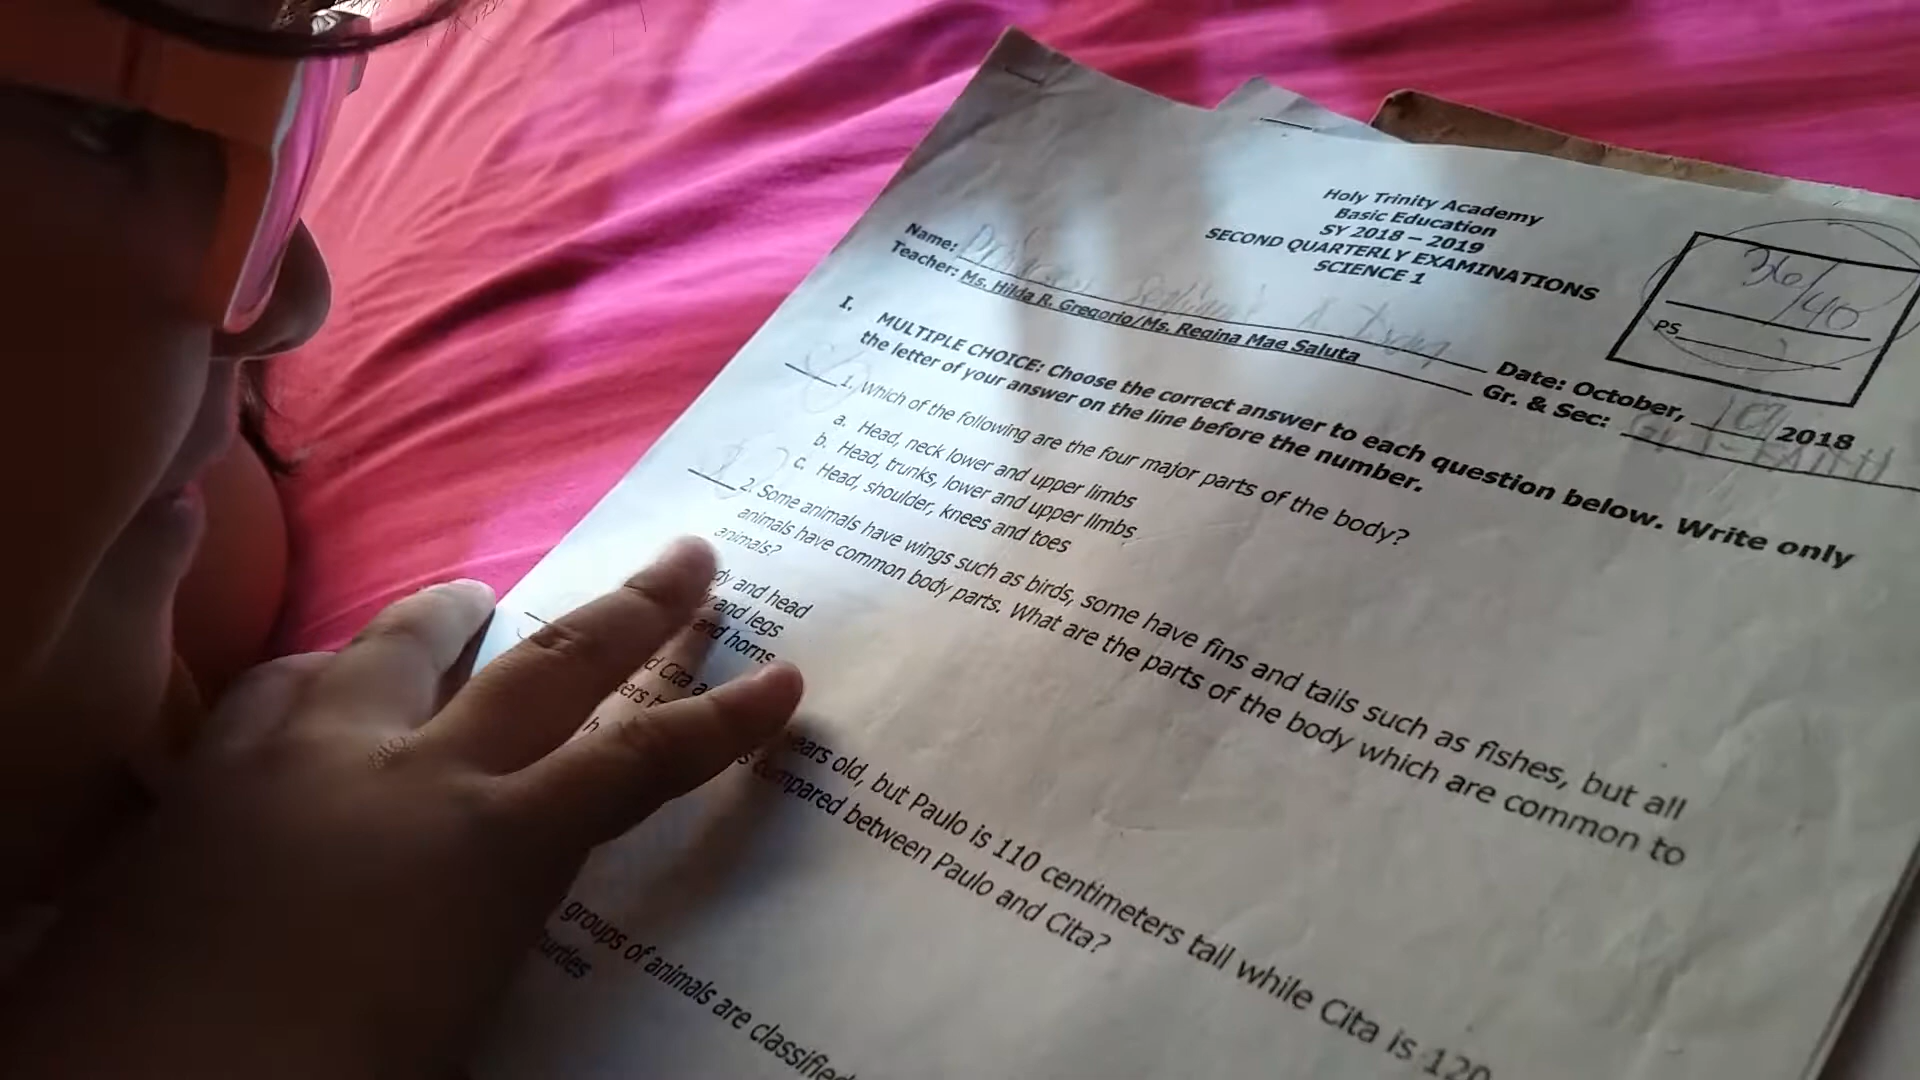 Holy Trinity Academy
Basic Education
SY 2018 – 2019
SECOND QUARTERLY EXAMINATIONS
SCIENCE 1
36/40
PS
Name:
Date: October, 2018
Teacher: Ms. Hilda R. Gregorio/Ms. Regina Mae Saluta
Gr. & Sec:
I. MULTIPLE CHOICE: Choose the correct answer to each question below. Write only
the letter of your answer on the line before the number.
1. Which of the following are the four major parts of the body?
a. Head, neck lower and upper limbs
b. Head, trunks, lower and upper limbs
c. Head, shoulder, knees and toes
2. Some animals have wings such as birds, some have fins and tails such as fishes, but all
animals have common body parts. What are the parts of the body which are common to
animals?
and head
and legs
and horns
Cita
years old, but Paulo is 110 centimeters tall while Cita is 120
compared between Paulo and Cita?
groups of animals are classified